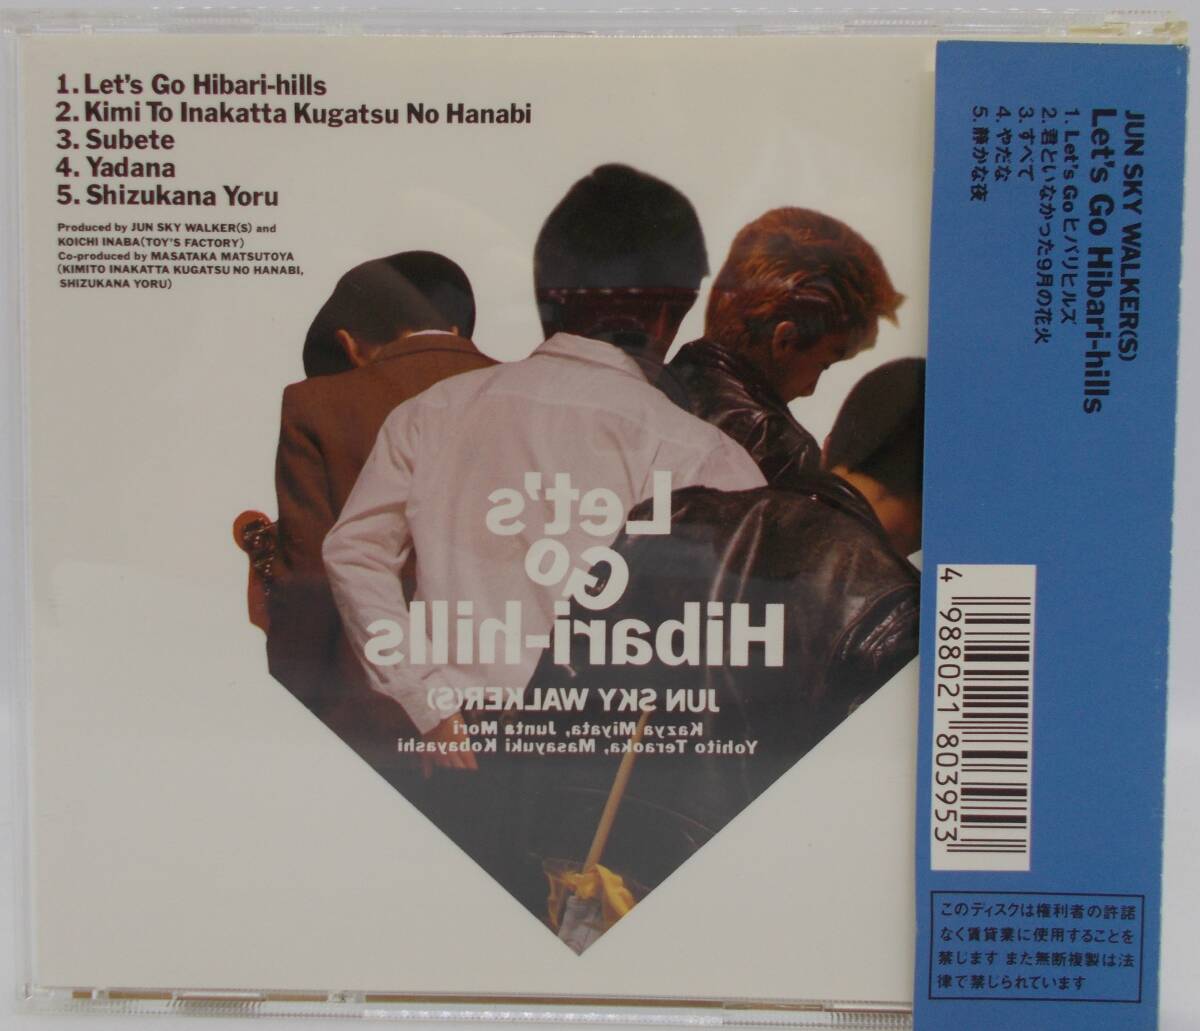 1. Let's Go Hibari-hills
2. Kimi To Inakatta Kugatsu No Hanabi
3. Subete
4. Yadana
5. Shizukana Yoru
Produced by JUN SKY WALKER(S) and
KOICHI INABA(TOY'S FACTORY)
Co-produced by MASATAKA MATSUTOYA
(KIMITO INAKATTA KUGATSU NO HANABI,
SHIZUKANA YORU)
Let's
Go
Hibari-hills
JUN SKY WALKER(S)
Kazya Miyata, Junta Mori
Yohito Teraoka, Masayuki Kobayashi
JUN SKY WALKER(S)
Let's Go Hibari-hills
1. Let's Go ヒバリヒルズ
2. 君といなかった9月の花火
3. すべて
4. やだな
5. 静かな夜
4 988021 803953
このディスクは権利者の許諾
なく賃貸業に使用することを
禁じます また無断複製は法
律で禁じられています